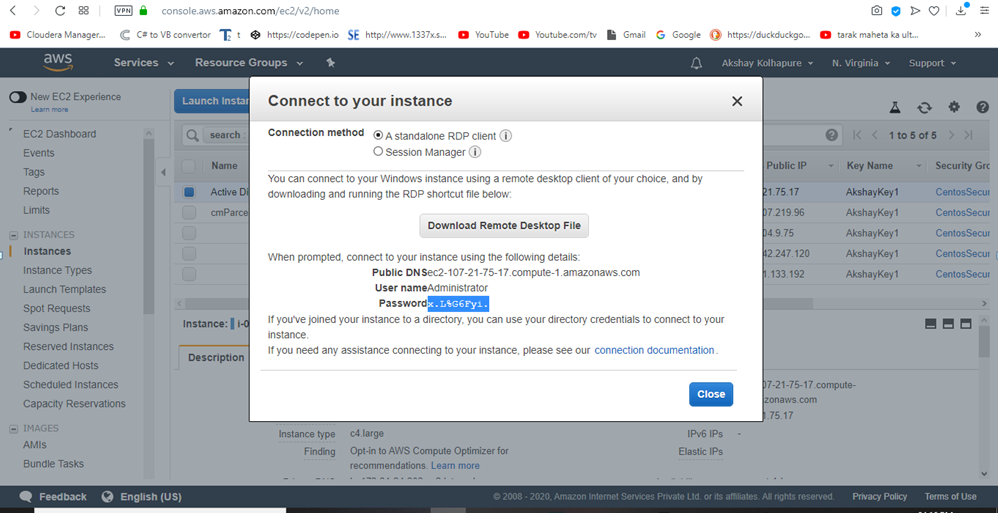 VPN console.aws.amazon.com/ec2/v2/home
Cloudera Manager... C# to VB convertor t https://codepen.io http://www.1337x.s... YouTube Youtube.com/tv Gmail Google https://duckduckgo... tarak maheta ka ult...
aws Services Resource Groups Akshay Kolhapure N. Virginia Support
New EC2 Experience
Learn more
EC2 Dashboard
Events
Tags
Reports
Limits
INSTANCES
Instances
Instance Types
Launch Templates
Spot Requests
Savings Plans
Reserved Instances
Dedicated Hosts
Scheduled Instances
Capacity Reservations
IMAGES
AMIs
Bundle Tasks
Launch Instan
search :
1 to 5 of 5
Name Public IP Key Name Security Gro
Active Di 21.75.17 AkshayKey1 CentosSecur
cmParce 07.219.96 AkshayKey1 CentosSecur
04.9.75 AkshayKey1 CentosSecur
42.247.120 AkshayKey1 CentosSecur
.133.192 AkshayKey1 CentosSecur
Connect to your instance
Connection method A standalone RDP client
Session Manager
You can connect to your Windows instance using a remote desktop client of your choice, and by
downloading and running the RDP shortcut file below:
Download Remote Desktop File
When prompted, connect to your instance using the following details:
Public DNS ec2-107-21-75-17.compute-1.amazonaws.com
User name Administrator
Password x.L%G6Fyi.
If you've joined your instance to a directory, you can use your directory credentials to connect to your
instance.
If you need any assistance connecting to your instance, please see our connection documentation.
Close
Instance: i-0
Description
07-21-75-17.compute-
zonaws.com
1.75.17
Instance type c4.large IPv6 IPs -
Finding Opt-in to AWS Compute Optimizer for Elastic IPs
recommendations. Learn more
Feedback English (US) © 2008 - 2020, Amazon Internet Services Private Ltd. or its affiliates. All rights reserved. Privacy Policy Terms of Use